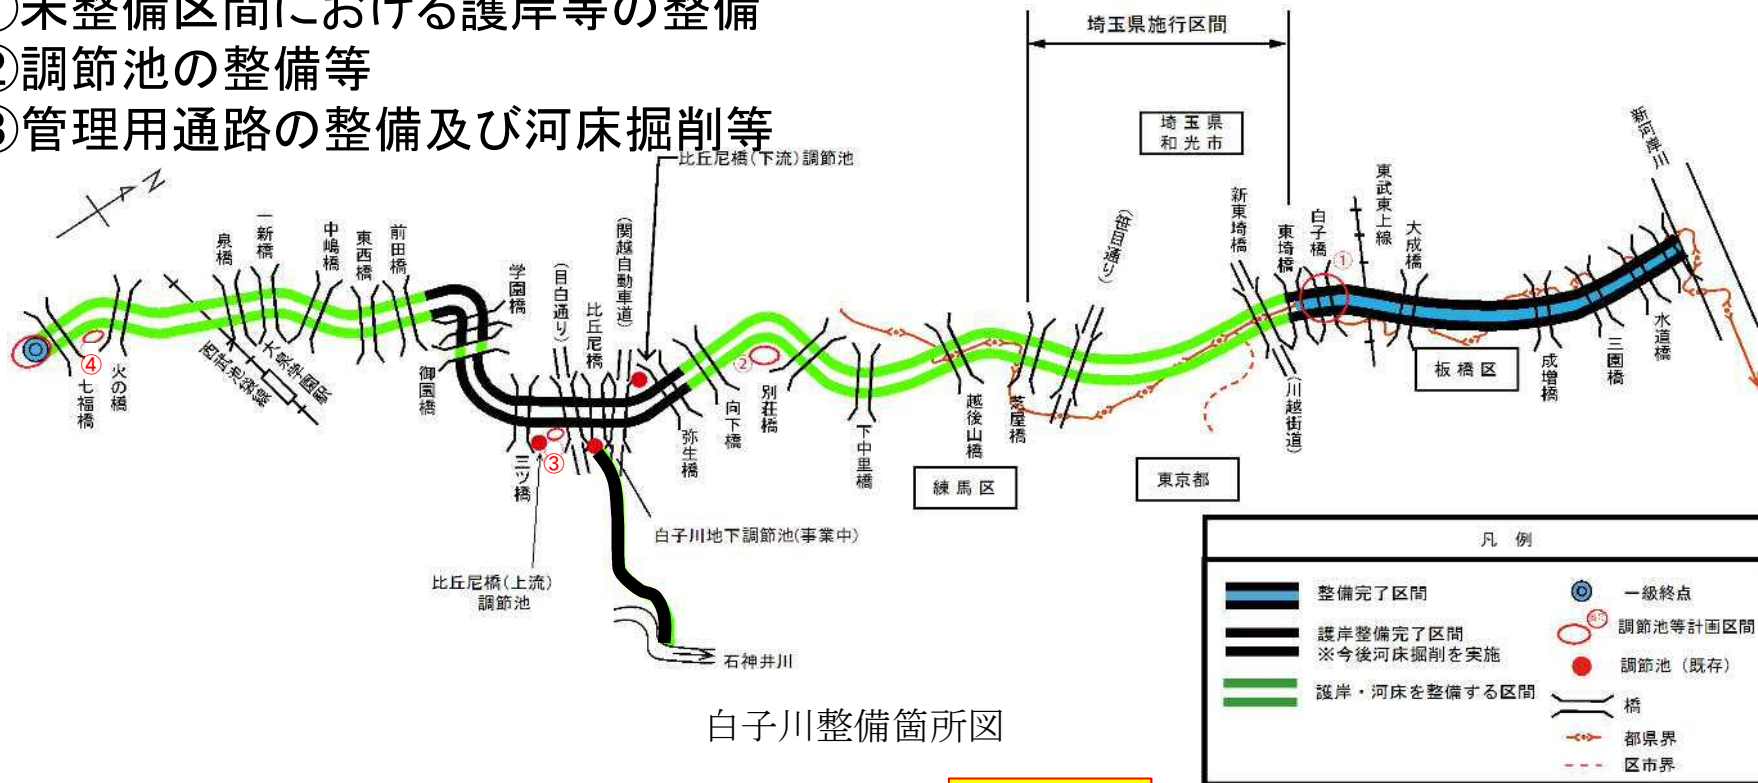 ①未整備区間における護岸等の整備
②調節池の整備等
③管理用通路の整備及び河床掘削等
埼玉県施行区間
埼玉県
和光市
新河岸川
比丘尼橋(下流)調節池
N
泉橋
一新橋
中嶋橋
東西橋
前田橋
学園橋
(目白通り)
比丘尼橋
(関越自動車道)
(笹目通り)
新東埼橋
東埼橋
白子橋
①
東武東上線
大成橋
④
七福橋
火の橋
西武池袋線
大泉学園駅
御園橋
三ツ橋
③
弥生橋
向下橋
②
別荘橋
下中里橋
越後山橋
芝屋橋
(川越街道)
板橋区
成増橋
三園橋
水道橋
練馬区
東京都
白子川地下調節池(事業中)
比丘尼橋(上流)
調節池
石神井川
白子川整備箇所図
凡 例
整備完了区間
護岸整備完了区間
※今後河床掘削を実施
護岸・河床を整備する区間
一級終点
調節池等計画区間
調節池（既存）
橋
都県界
区市界